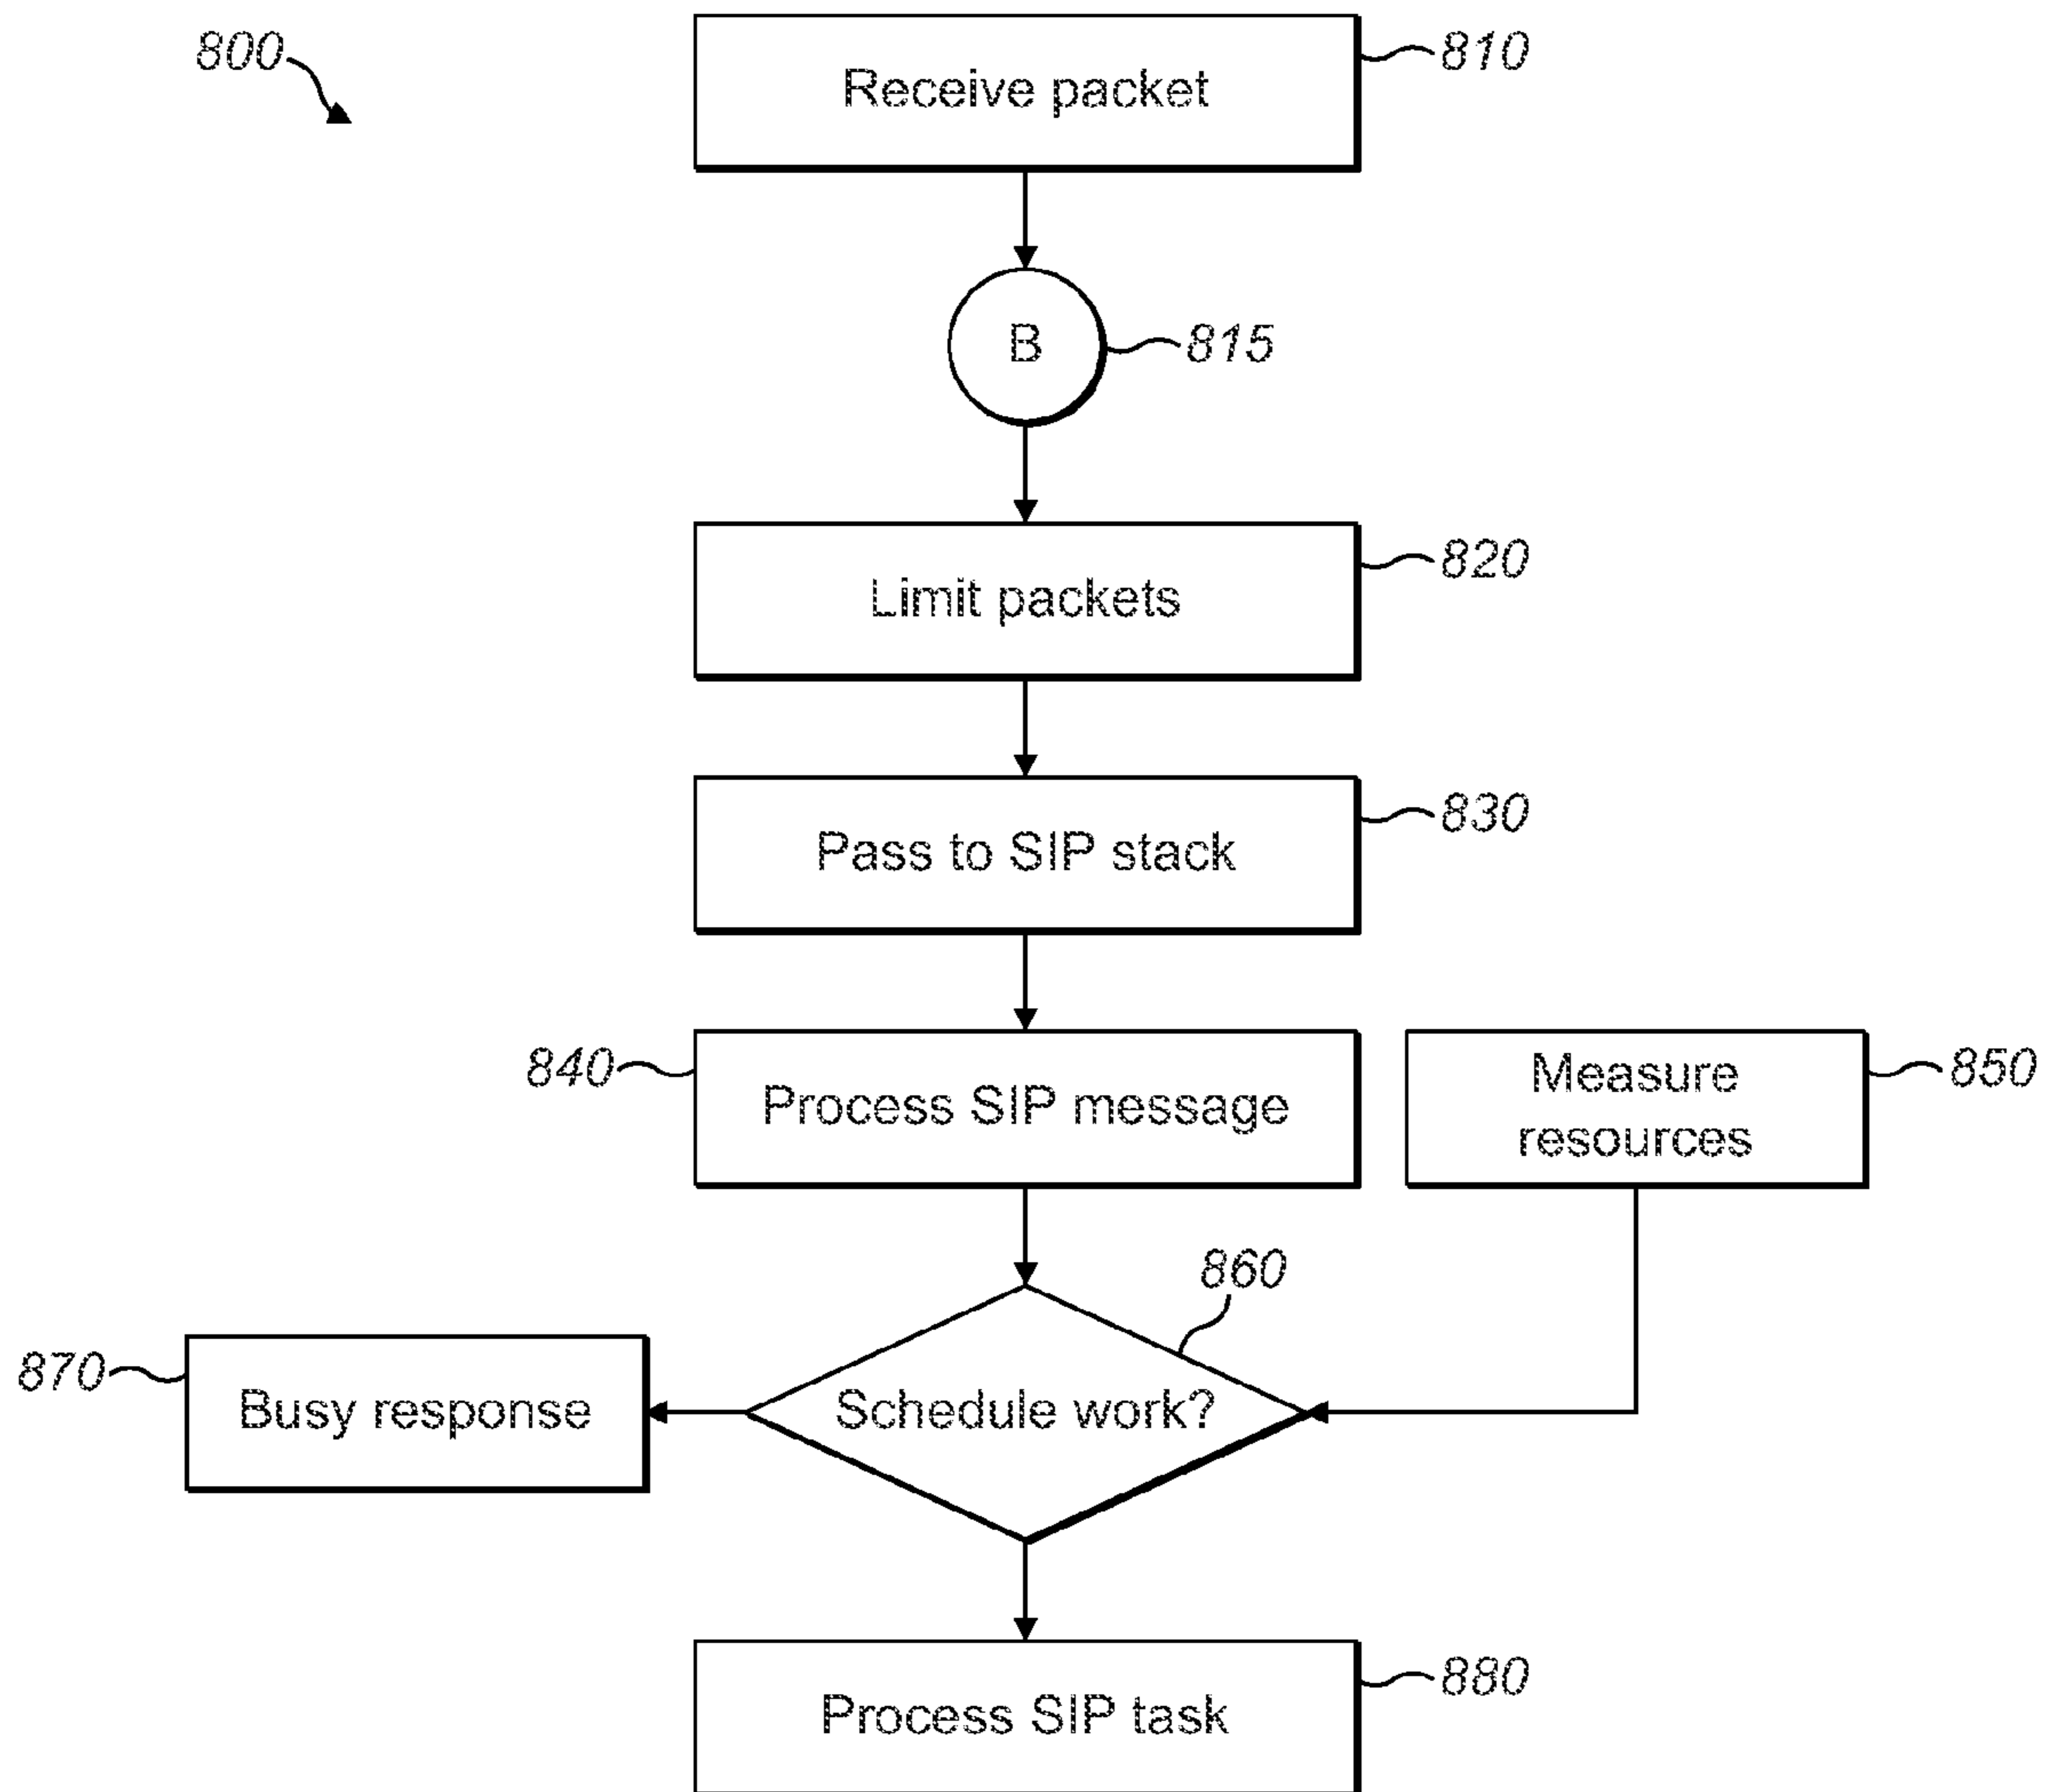 800
Receive packet
810
B
815
Limit packets
820
Pass to SIP stack
830
840
Process SIP message
Measure
resources
850
860
870
Busy response
Schedule work?
Process SIP task
880